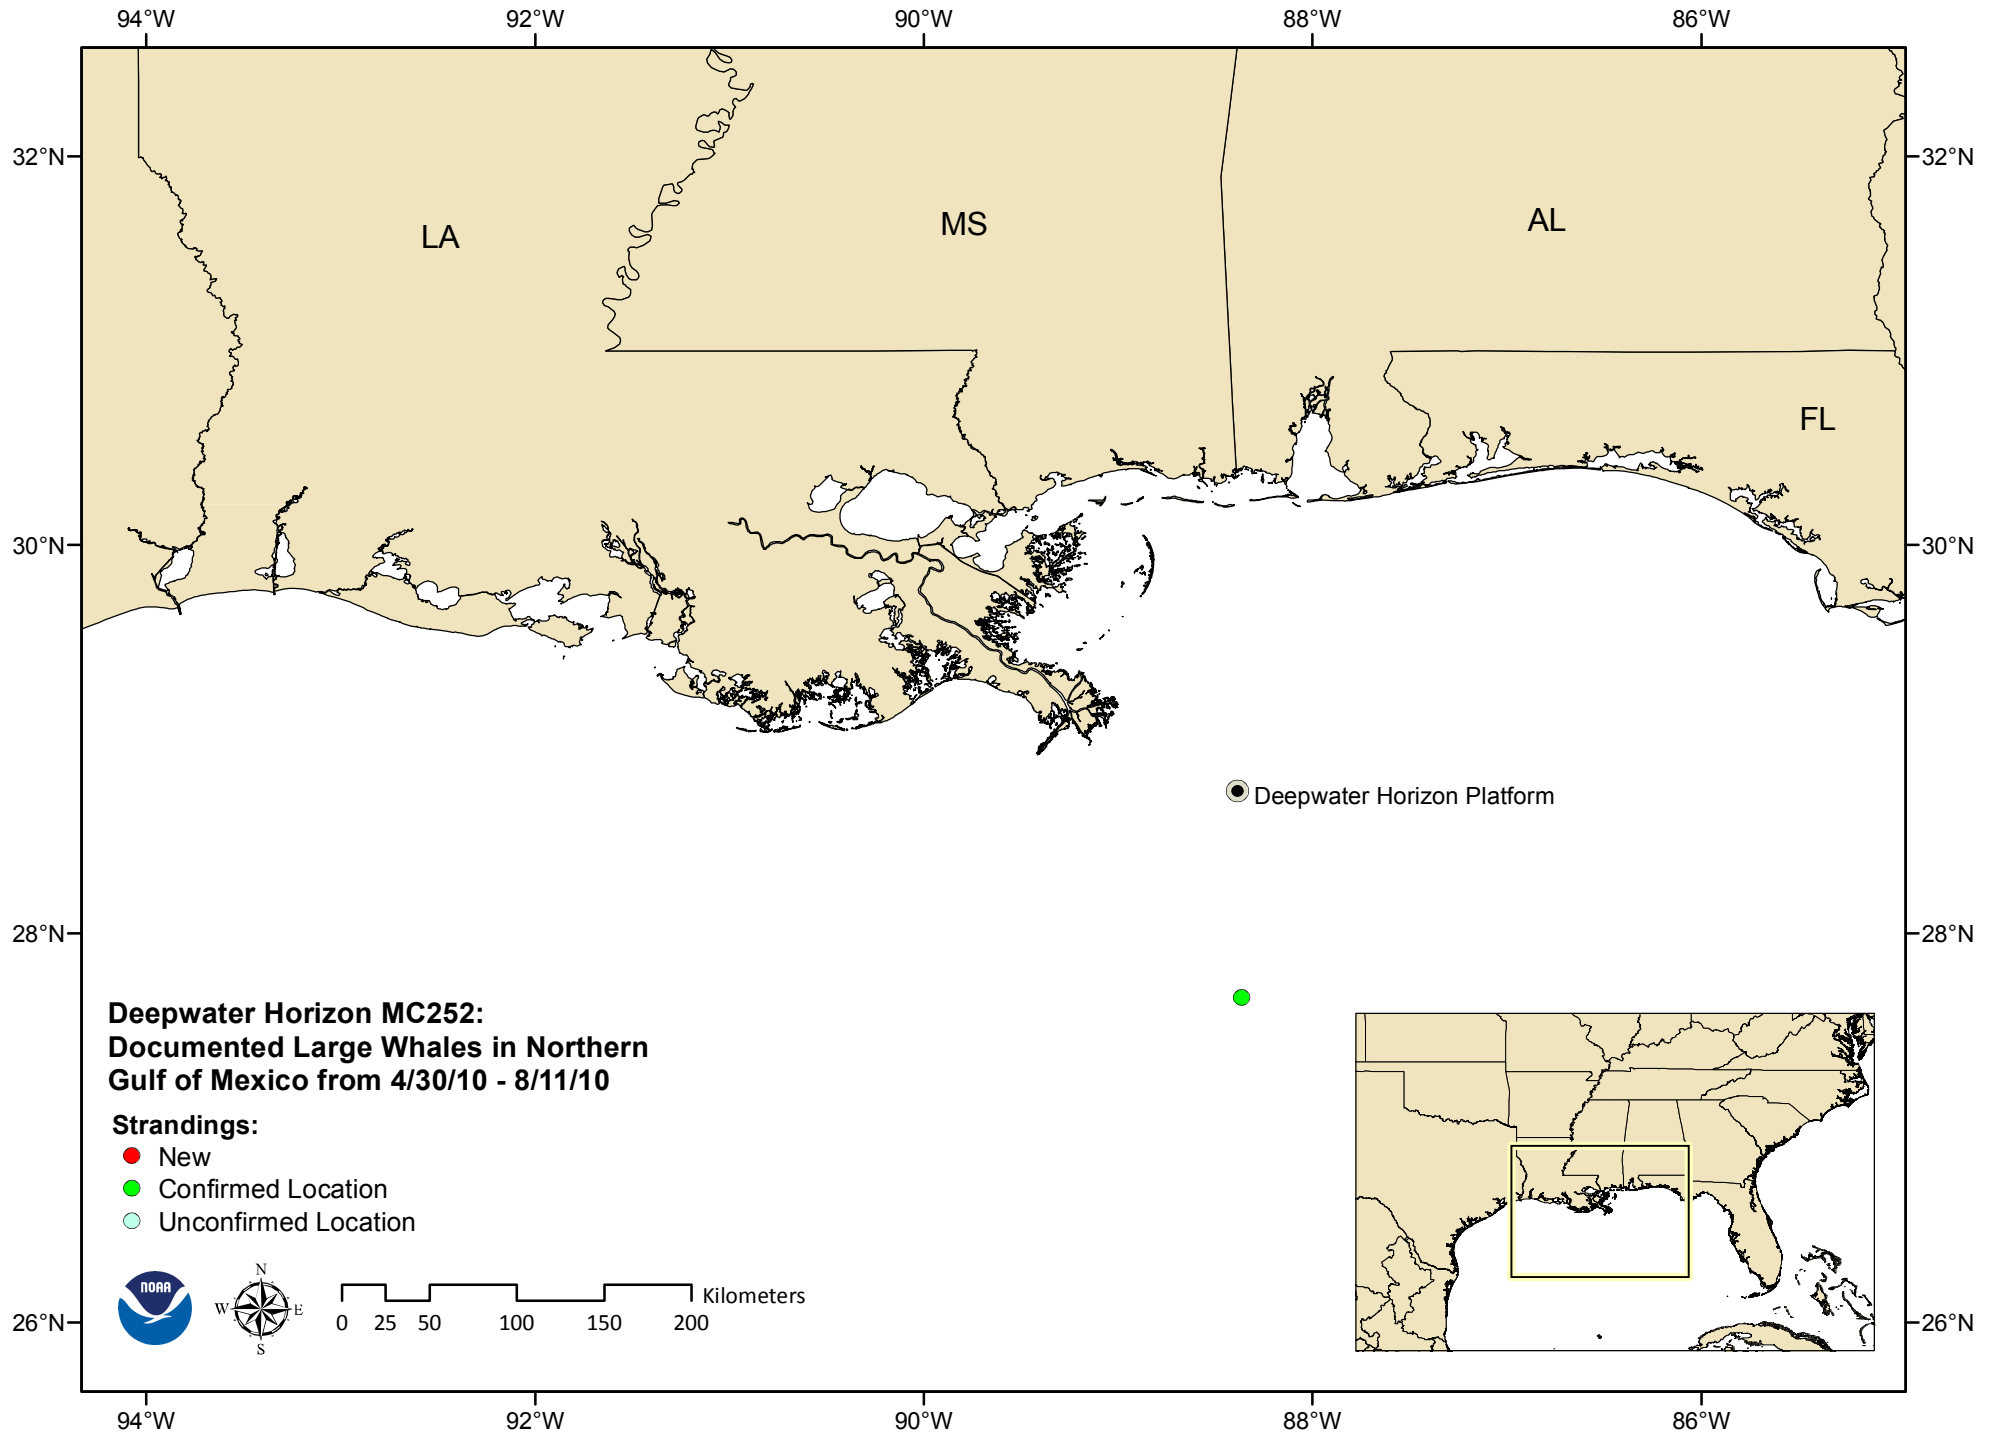 94°W 92°W 90°W 88°W 86°W
32°N 32°N
LA MS AL
FL
30°N 30°N
Deepwater Horizon Platform
28°N 28°N
Deepwater Horizon MC252:
Documented Large Whales in Northern
Gulf of Mexico from 4/30/10 - 8/11/10
Strandings:
New
Confirmed Location
Unconfirmed Location
NOAA
N
W E
S
Kilometers
0 25 50 100 150 200
26°N 26°N
94°W 92°W 90°W 88°W 86°W